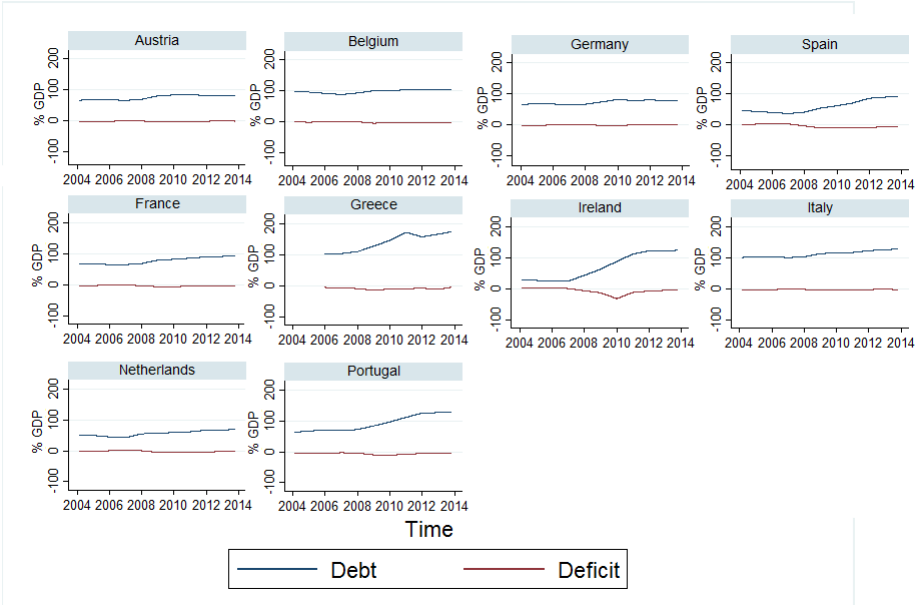 Austria
Belgium
Germany
Spain
% GDP
-100 0 100 200
% GDP
-100 0 100 200
% GDP
-100 0 100 200
% GDP
-100 0 100 200
2004 2006 2008 2010 2012 2014
2004 2006 2008 2010 2012 2014
2004 2006 2008 2010 2012 2014
2004 2006 2008 2010 2012 2014
France
Greece
Ireland
Italy
% GDP
-100 0 100 200
% GDP
-100 0 100 200
% GDP
-100 0 100 200
% GDP
-100 0 100 200
2004 2006 2008 2010 2012 2014
2004 2006 2008 2010 2012 2014
2004 2006 2008 2010 2012 2014
2004 2006 2008 2010 2012 2014
Netherlands
Portugal
% GDP
-100 0 100 200
% GDP
-100 0 100 200
2004 2006 2008 2010 2012 2014
2004 2006 2008 2010 2012 2014
Time
Debt
Deficit